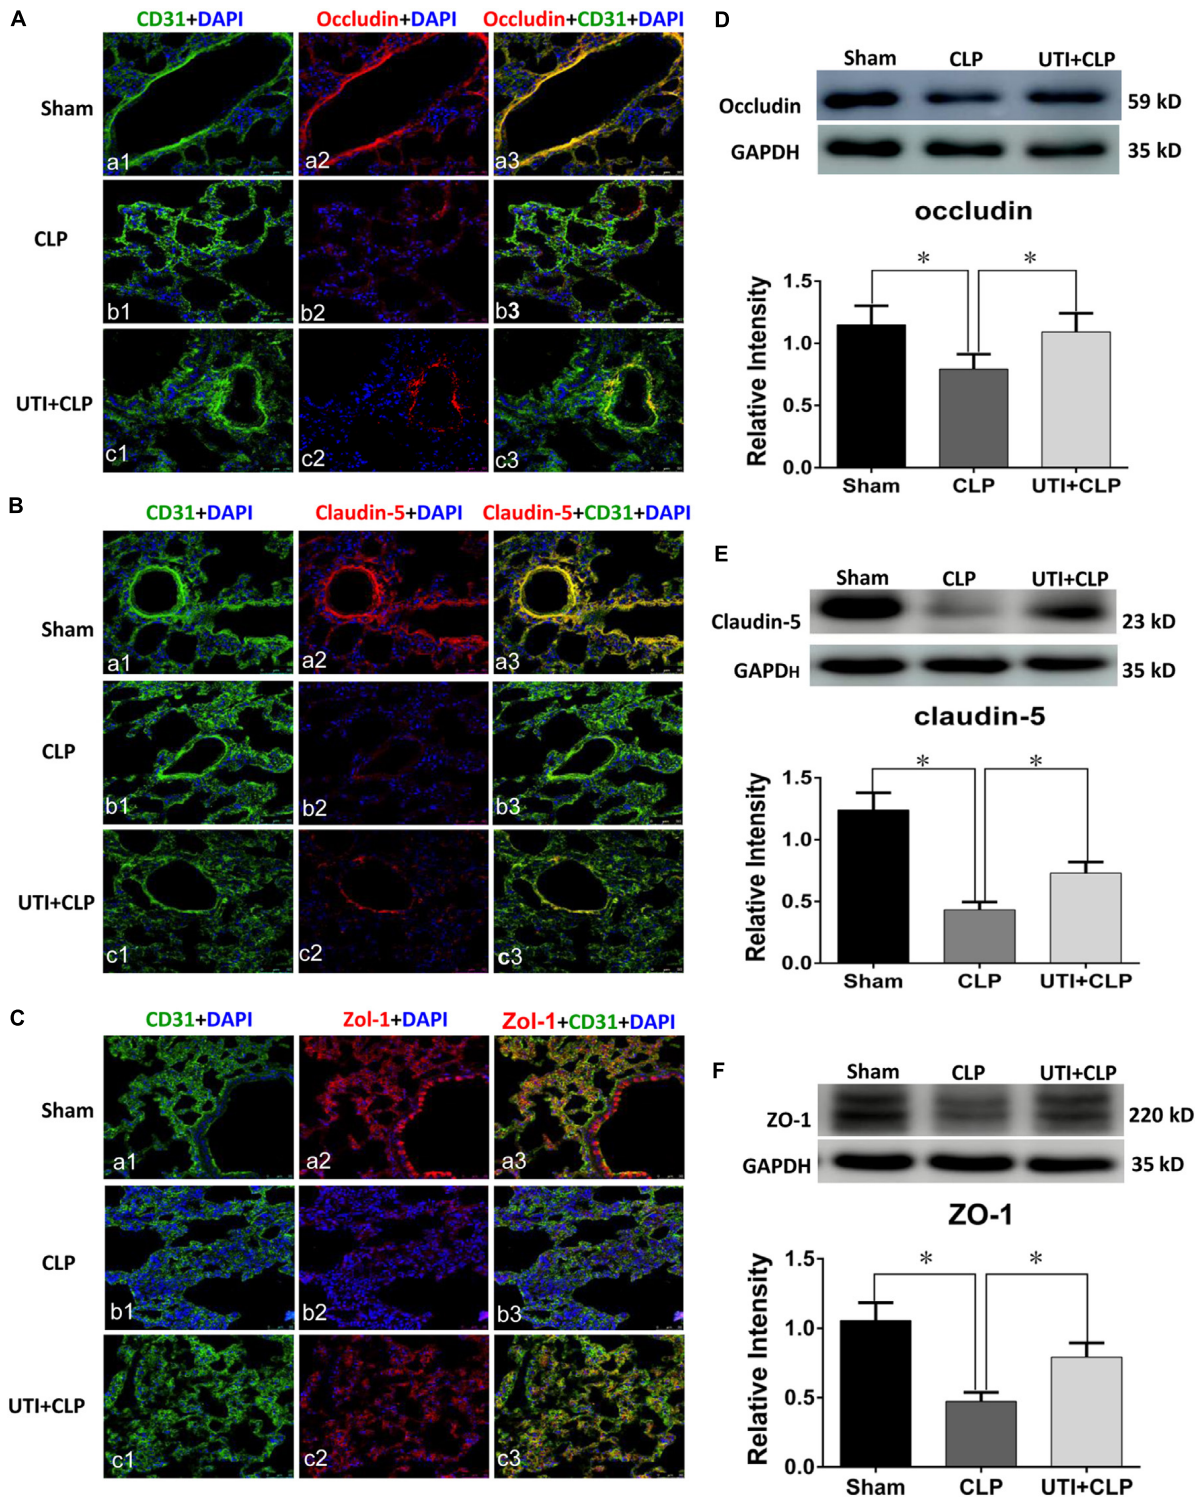 A
CD31+DAPI Occludin+DAPI Occludin+CD31+DAPI
Sham
a1 a2 a3
CLP
b1 b2 b3
UTI+CLP
c1 c2 c3
B
CD31+DAPI Claudin-5+DAPI Claudin-5+CD31+DAPI
Sham
a1 a2 a3
CLP
b1 b2 b3
UTI+CLP
c1 c2 c3
C
CD31+DAPI Zol-1+DAPI Zol-1+CD31+DAPI
Sham
a1 a2 a3
CLP
b1 b2 b3
UTI+CLP
c1 c2 c3
D
Sham CLP UTI+CLP
Occludin 59 kD
GAPDH 35 kD
occludin
* *
Relative Intensity
1.5
1.0
0.5
0.0
Sham CLP UTI+CLP
E
Sham CLP UTI+CLP
Claudin-5 23 kD
GAPDH 35 kD
claudin-5
* *
Relative Intensity
1.5
1.0
0.5
0.0
Sham CLP UTI+CLP
F
Sham CLP UTI+CLP
ZO-1 220 kD
GAPDH 35 kD
ZO-1
* *
Relative Intensity
1.5
1.0
0.5
0.0
Sham CLP UTI+CLP